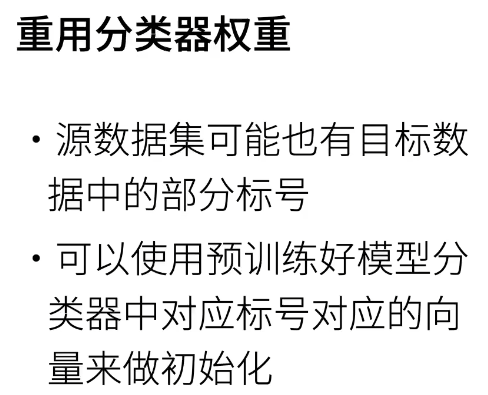 重用分类器权重
• 源数据集可能也有目标数
据中的部分标号
• 可以使用预训练好模型分
类器中对应标号对应的向
量来做初始化